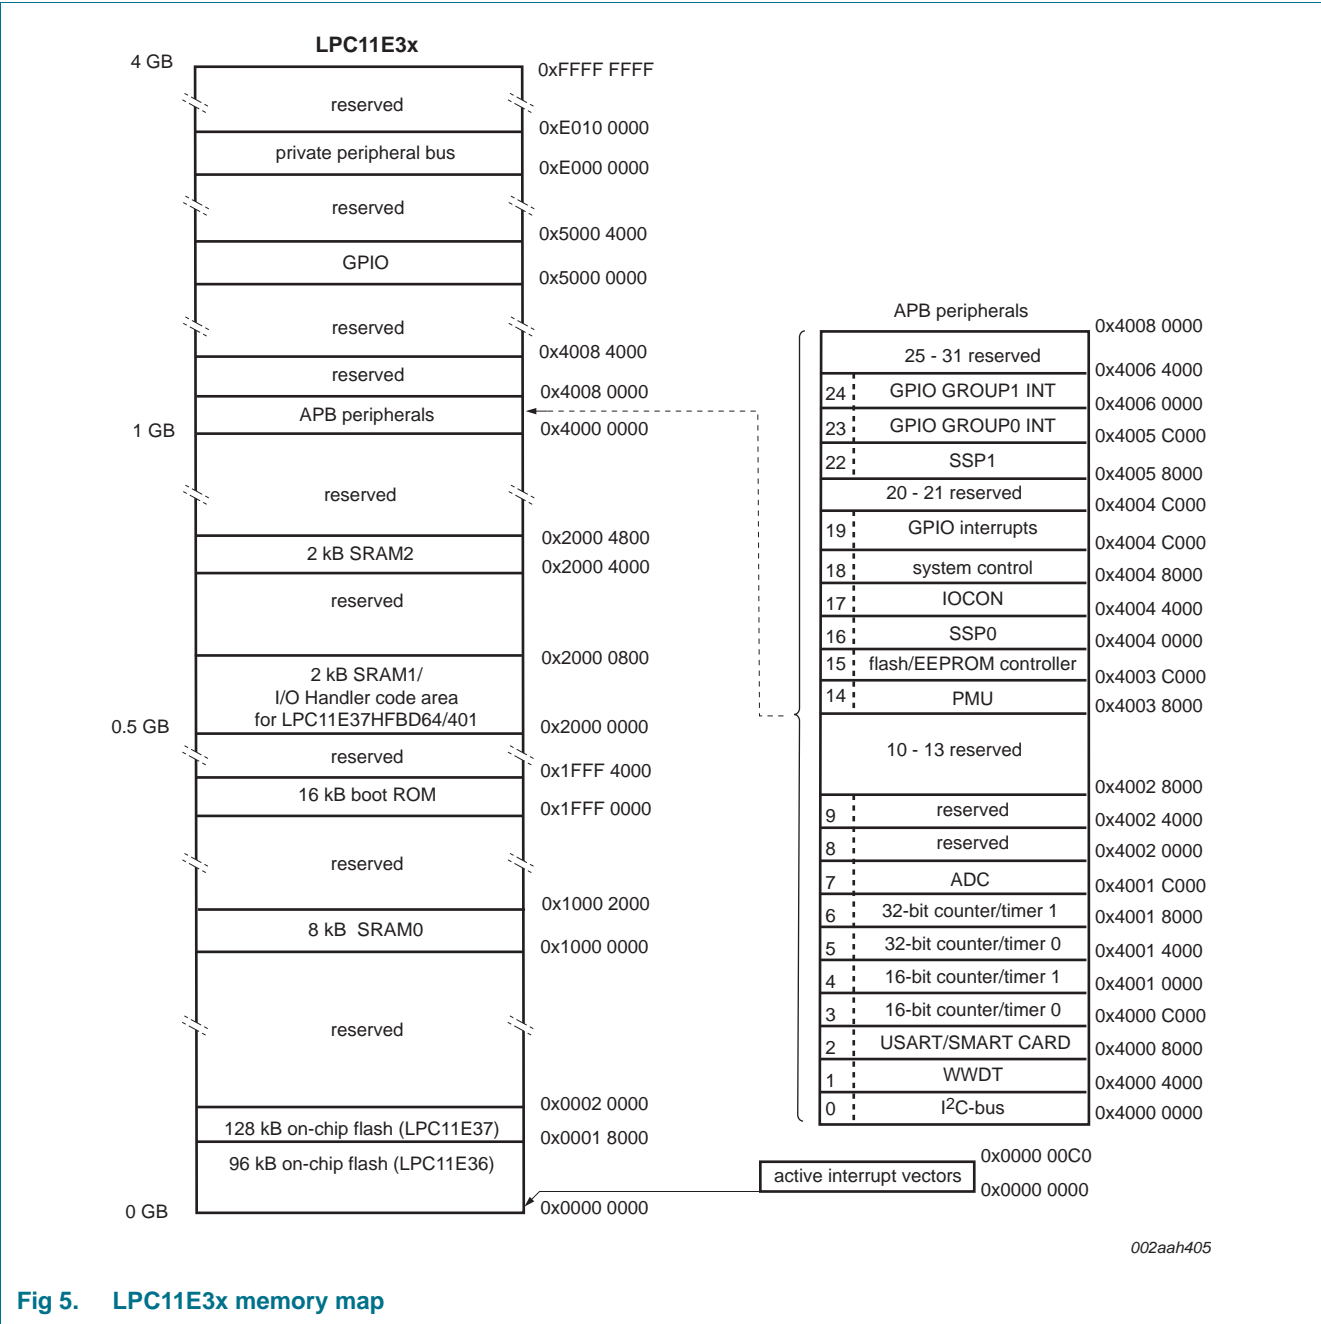 LPC11E3x
4 GB
0xFFFF FFFF
reserved
0xE010 0000
private peripheral bus
0xE000 0000
reserved
0x5000 4000
GPIO
0x5000 0000
reserved
0x4008 4000
reserved
0x4008 0000
APB peripherals
1 GB
0x4000 0000
reserved
0x2000 4800
2 kB SRAM2
0x2000 4000
reserved
0x2000 0800
2 kB SRAM1/
I/O Handler code area
for LPC11E37HFBD64/401
0.5 GB
0x2000 0000
reserved
0x1FFF 4000
16 kB boot ROM
0x1FFF 0000
reserved
0x1000 2000
8 kB SRAM0
0x1000 0000
reserved
0x0002 0000
128 kB on-chip flash (LPC11E37)
0x0001 8000
96 kB on-chip flash (LPC11E36)
0 GB
0x0000 0000
APB peripherals
0x4008 0000
25 - 31 reserved
0x4006 4000
24 GPIO GROUP1 INT
0x4006 0000
23 GPIO GROUP0 INT
0x4005 C000
22 SSP1
0x4005 8000
20 - 21 reserved
0x4004 C000
19 GPIO interrupts
0x4004 C000
18 system control
0x4004 8000
17 IOCON
0x4004 4000
16 SSP0
0x4004 0000
15 flash/EEPROM controller
0x4003 C000
14 PMU
0x4003 8000
10 - 13 reserved
0x4002 8000
9 reserved
0x4002 4000
8 reserved
0x4002 0000
7 ADC
0x4001 C000
6 32-bit counter/timer 1
0x4001 8000
5 32-bit counter/timer 0
0x4001 4000
4 16-bit counter/timer 1
0x4001 0000
3 16-bit counter/timer 0
0x4000 C000
2 USART/SMART CARD
0x4000 8000
1 WWDT
0x4000 4000
0 I2C-bus
0x4000 0000
0x0000 00C0
active interrupt vectors
0x0000 0000
002aah405
Fig 5. LPC11E3x memory map